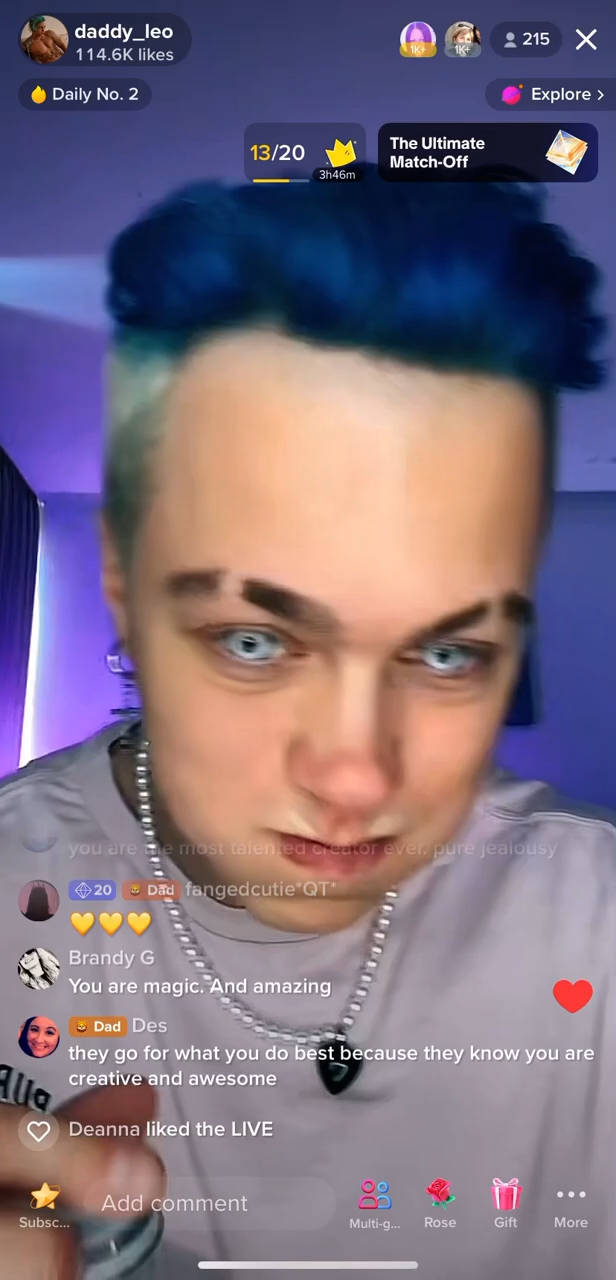 daddy_leo
114.6K likes
1K+
1K+
215
Daily No. 2
Explore >
13/20
3h46m
The Ultimate
Match-Off
you are the most talented creator ever. pure jealousy
20 Dad fangedcutie*QT*
Brandy G
You are magic. And amazing
Dad Des
they go for what you do best because they know you are
creative and awesome
Deanna liked the LIVE
Add comment
Subsc...
Multi-g...
Rose
Gift
More